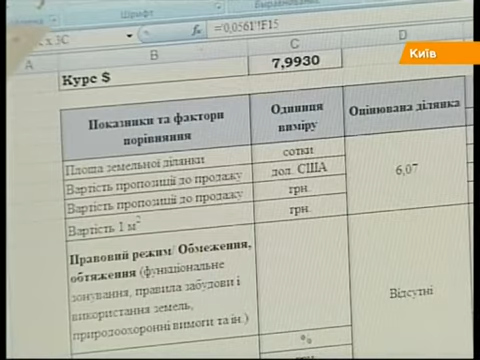 Шрифт
fx ='0,0561'!F15
A B C D
Курс $ 7,9930
Київ
Показники та фактори порівняння
Одиниця виміру
Оцінювана ділянка
Площа земельної ділянки сотки 6,07
Вартість пропозиції до продажу дол. США
Вартість пропозиції до продажу грн.
Вартість 1 м2 грн.
Правовий режим/ Обмеження,
обтяження (функціональне
зонування, правила забудови і
використання земель,
природоохоронні вимоги та ін.)
Відсутні
%